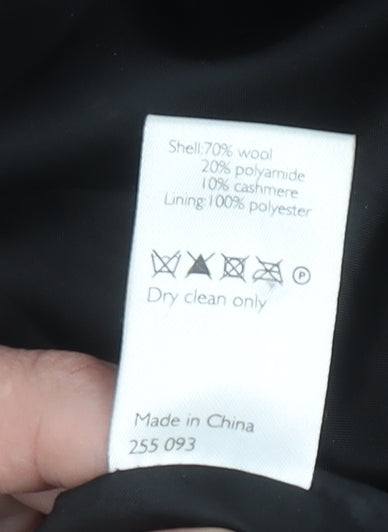 Shell:70% wool
20% polyamide
10% cashmere
Lining:100% polyester
P
Dry clean only
Made in China
255 093